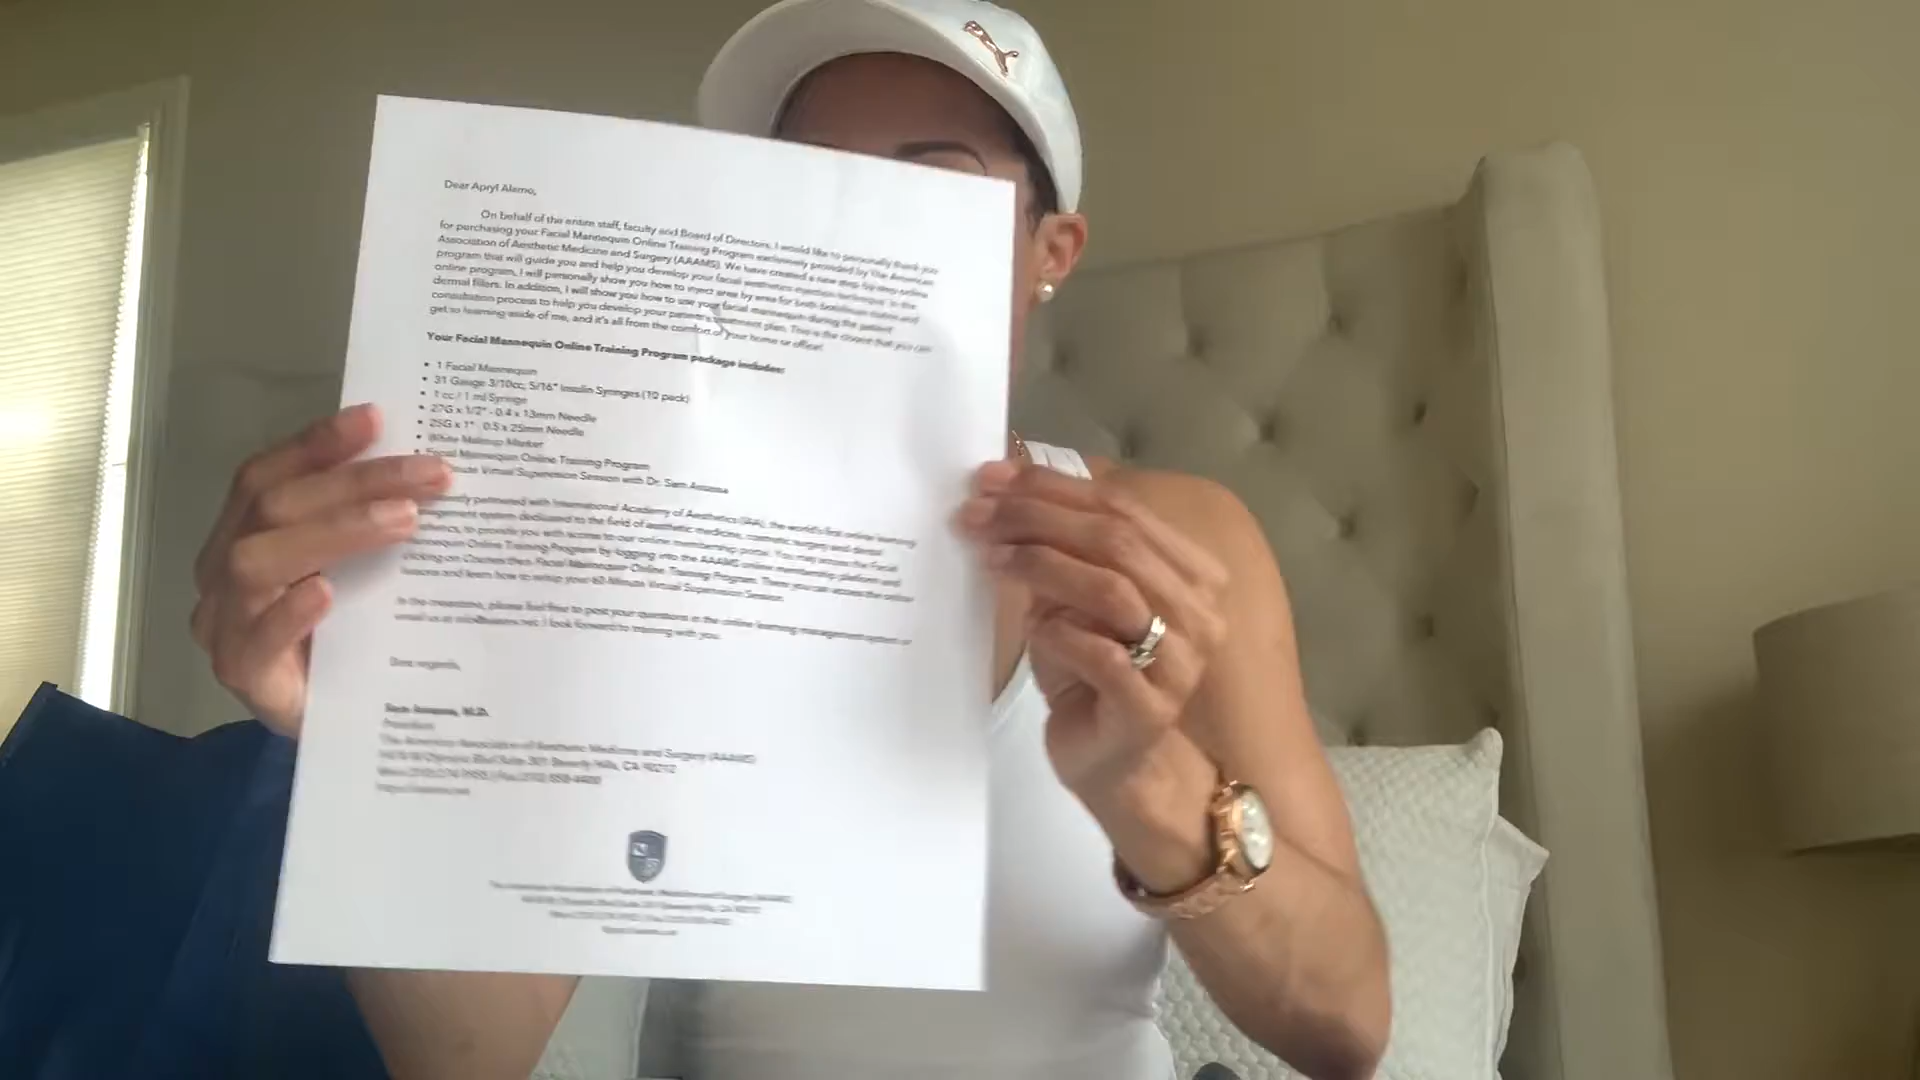 Dear Apryl Alamo,
On behalf of the entire staff, faculty and Board of Directors, I would like to personally thank you
for purchasing your Facial Mannequin Online Training Program exclusively provided by the American
Association of Aesthetic Medicine and Surgery (AAAMS). We have created a new step by step online
program that will guide you and help you develop your facial aesthetics injection technique. In the
online program, I will personally show you how to inject area by area for both botulinum toxins and
dermal fillers. In addition, I will show you how to use your facial mannequin during the patient
consultation process to help you develop your patient's treatment plan. This is the closest that you can
get to learning aside of me, and it's all from the comfort of your home or office!
Your Facial Mannequin Online Training Program package includes:
• 1 Facial Mannequin
• 31 Gauge 3/10cc, 5/16" Insulin Syringes (10 pack)
• 1 cc / 1 ml Syringe
• 27G x 1/2" - 0.4 x 13mm Needle
• 25G x 1" 0.5 x 25mm Needle
• White Makeup Marker
• Facial Mannequin Online Training Program
Virtual Supervision Session with Dr. Sam
partnered with International Academy of Aesthetics (IAA), the world's first online learning
system dedicated to the field of aesthetic medicine, cosmetic surgery and
to provide you with access to our online membership portal. You may access the Facial
Online Training Program by logging into the AAAMS online membership platform and
clicking on Courses then Facial Mannequin Online Training Program. There you can access the online
lessons and learn how to setup your 60 Minute Virtual Supervision Session.
In the meantime, please feel free to post your questions in the online learning management system or
email us at I look forward to training with you.
Best regards,
M.D.
President
The American Association of Aesthetic Medicine and Surgery (AAAMS)
Beverly Hills, CA 90212